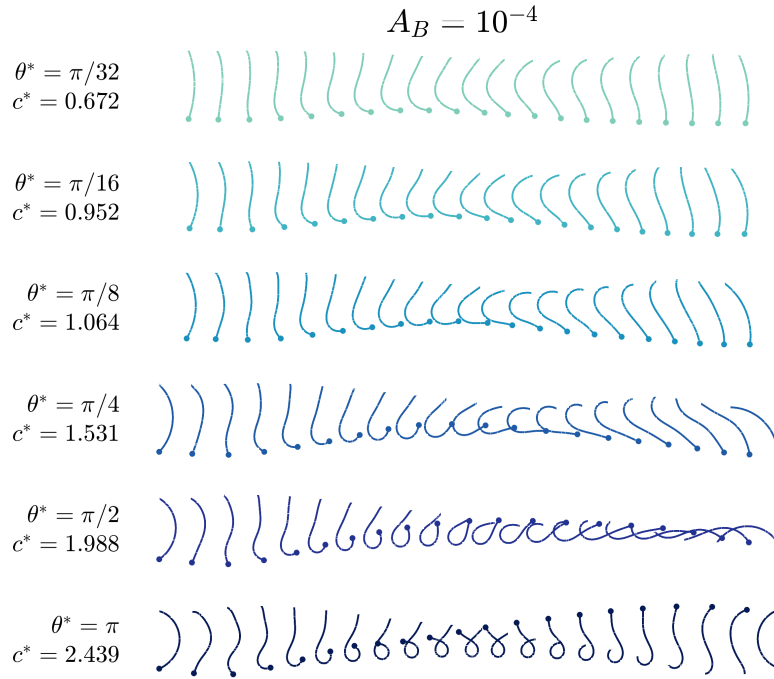 A_B = 10⁻⁴
θ* = π/32
c* = 0.672
θ* = π/16
c* = 0.952
θ* = π/8
c* = 1.064
θ* = π/4
c* = 1.531
θ* = π/2
c* = 1.988
θ* = π
c* = 2.439